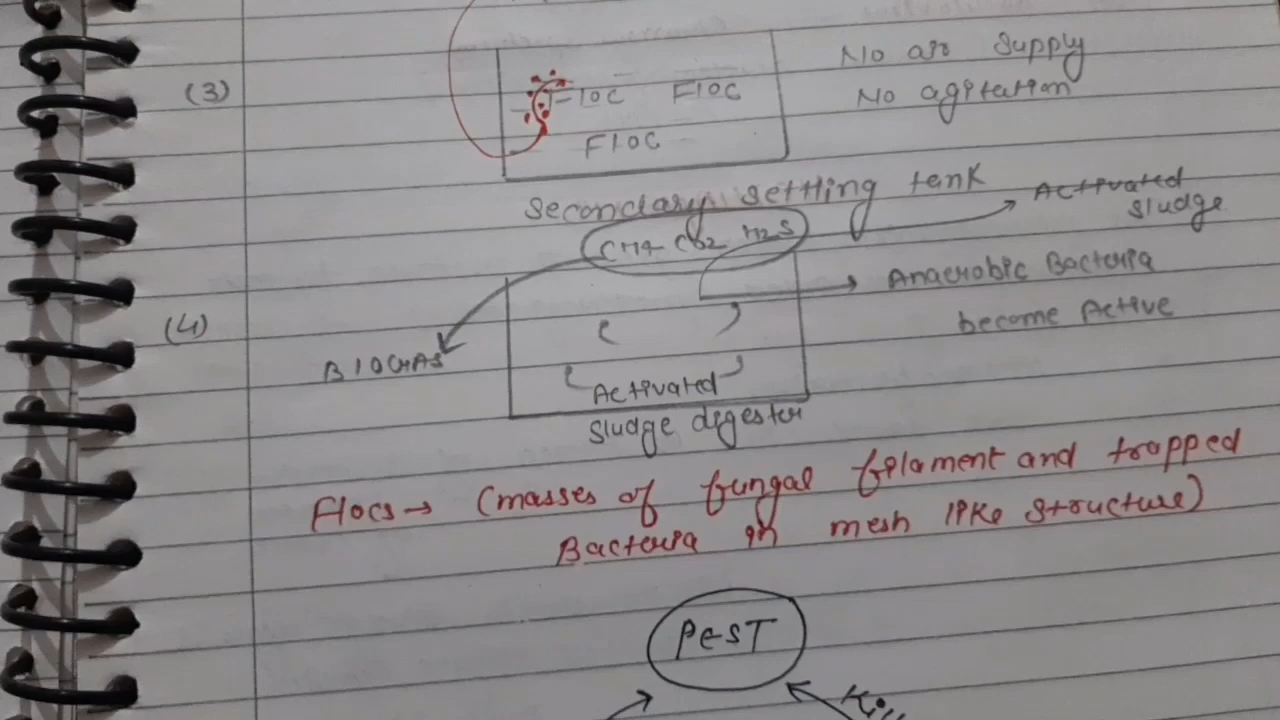 No air supply
(3)
Floc Floc
No agitation
Floc
Secondary settling tank
Activated
sludge
CH4 CO2 H2S
Anaerobic Bacteria
become Active
(4)
BIOGAS
Activated
sludge digester
Flocs → (masses of fungal filament and trapped
Bacteria in mesh like structure)
PesT
Kill